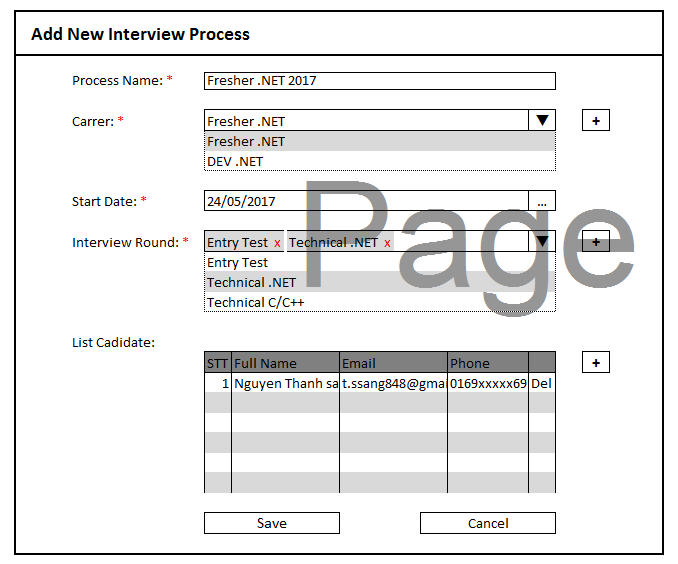 Add New Interview Process
Process Name: * Fresher .NET 2017
Carrer: * Fresher .NET ▼ +
Fresher .NET
DEV .NET
Start Date: * 24/05/2017 ...
Interview Round: * Entry Test x Technical .NET x ▼ +
Entry Test
Technical .NET
Technical C/C++
Page
List Cadidate: +
STT Full Name Email Phone
1 Nguyen Thanh sa t.ssang848@gmai 0169xxxxx69 Del
Save Cancel